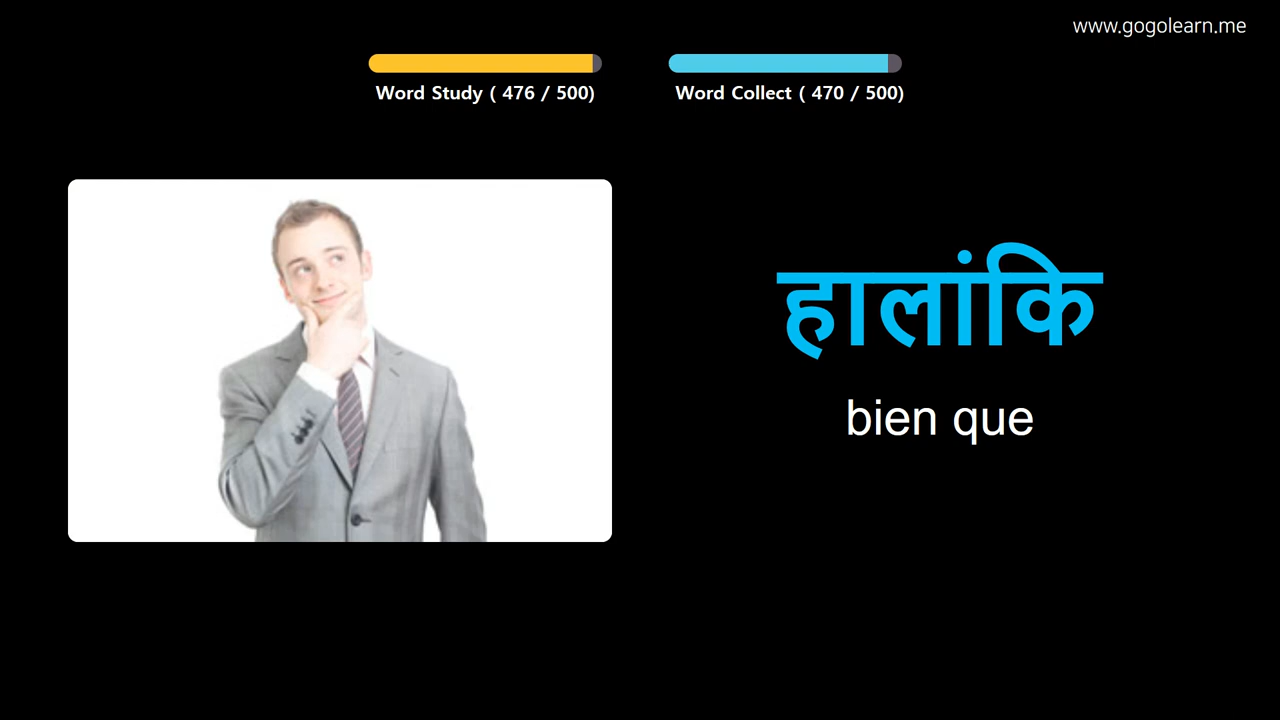 www.gogolearn.me
Word Study ( 476 / 500)
Word Collect ( 470 / 500)
हालांकि
bien que